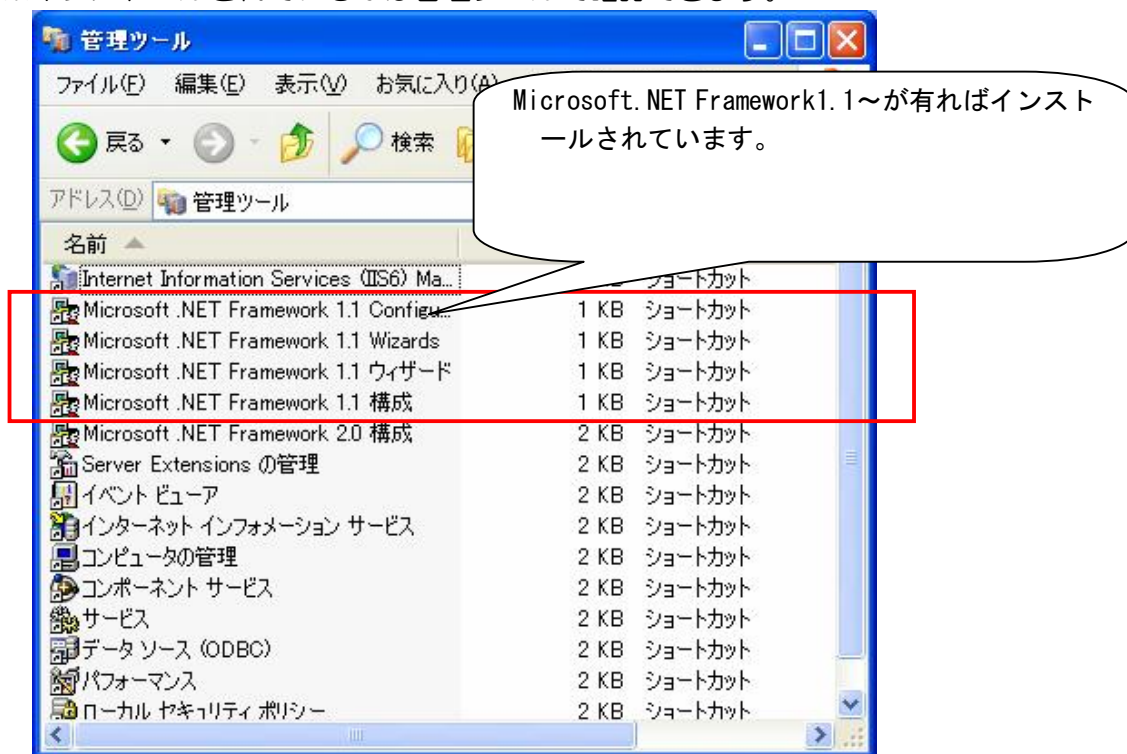 管理ツール
ファイル(F) 編集(E) 表示(V) お気に入り(A)
Microsoft.NET Framework1.1～が有ればインスト
ールされています。
戻る 検索
アドレス(D) 管理ツール
名前
Internet Information Services (IIS6) Ma... ショートカット
Microsoft .NET Framework 1.1 Configu... 1 KB ショートカット
Microsoft .NET Framework 1.1 Wizards 1 KB ショートカット
Microsoft .NET Framework 1.1 ウィザード 1 KB ショートカット
Microsoft .NET Framework 1.1 構成 1 KB ショートカット
Microsoft .NET Framework 2.0 構成 2 KB ショートカット
Server Extensions の管理 2 KB ショートカット
イベント ビューア 2 KB ショートカット
インターネット インフォメーション サービス 2 KB ショートカット
コンピュータの管理 2 KB ショートカット
コンポーネント サービス 2 KB ショートカット
サービス 2 KB ショートカット
データ ソース (ODBC) 2 KB ショートカット
パフォーマンス 2 KB ショートカット
ローカル セキュリティ ポリシー 2 KB ショートカット